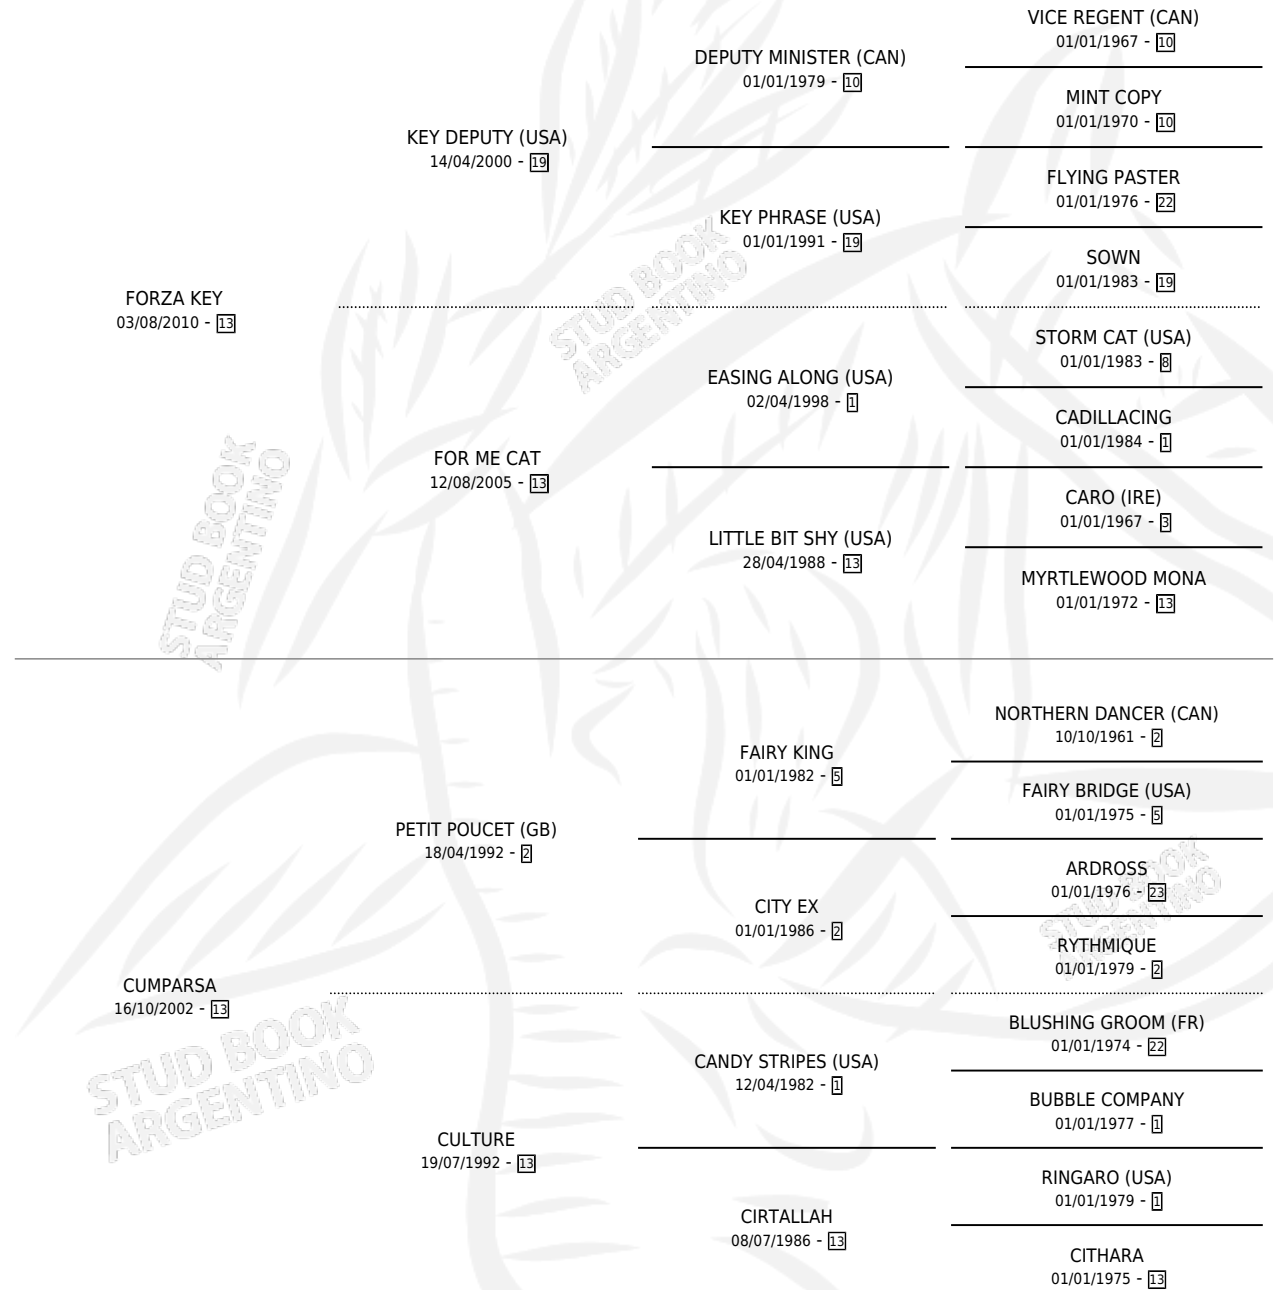 VICE REGENT (CAN)
01/01/1967 - 10
DEPUTY MINISTER (CAN)
01/01/1979 - 10
MINT COPY
01/01/1970 - 10
KEY DEPUTY (USA)
14/04/2000 - 19
FLYING PASTER
01/01/1976 - 22
KEY PHRASE (USA)
01/01/1991 - 19
SOWN
01/01/1983 - 19
FORZA KEY
03/08/2010 - 13
STORM CAT (USA)
01/01/1983 - 8
EASING ALONG (USA)
02/04/1998 - 1
CADILLACING
01/01/1984 - 1
FOR ME CAT
12/08/2005 - 13
CARO (IRE)
01/01/1967 - 3
LITTLE BIT SHY (USA)
28/04/1988 - 13
MYRTLEWOOD MONA
01/01/1972 - 13
NORTHERN DANCER (CAN)
10/10/1961 - 2
FAIRY KING
01/01/1982 - 5
FAIRY BRIDGE (USA)
01/01/1975 - 5
PETIT POUCET (GB)
18/04/1992 - 2
ARDROSS
01/01/1976 - 23
CITY EX
01/01/1986 - 2
RYTHMIQUE
01/01/1979 - 2
CUMPARSA
16/10/2002 - 13
BLUSHING GROOM (FR)
01/01/1974 - 22
CANDY STRIPES (USA)
12/04/1982 - 1
BUBBLE COMPANY
01/01/1977 - 1
CULTURE
19/07/1992 - 13
RINGARO (USA)
01/01/1979 - 1
CIRTALLAH
08/07/1986 - 13
CITHARA
01/01/1975 - 13
STUD BOOK
ARGENTINO
STUD BOOK
ARGENTINO
STUD BOOK
ARGENTINO
STUD BOOK
ARGENTINO